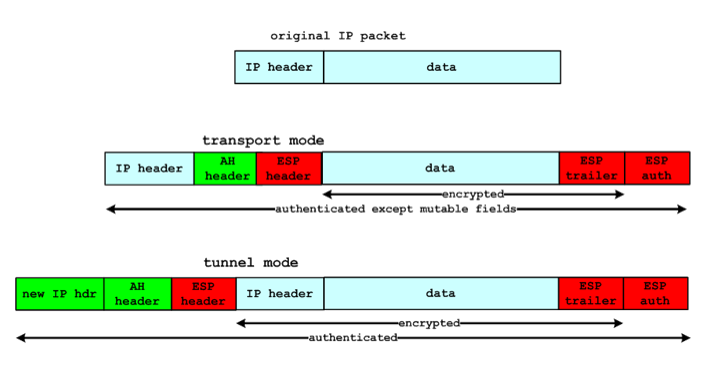 original IP packet
IP header data
transport mode
IP header AH header ESP header data ESP trailer ESP auth
encrypted
authenticated except mutable fields
tunnel mode
new IP hdr AH header ESP header IP header data ESP trailer ESP auth
encrypted
authenticated